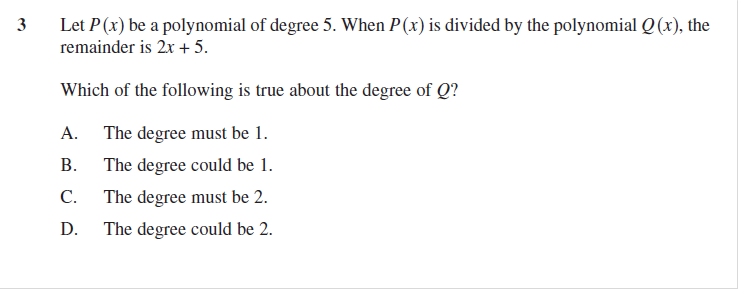 3 Let P(x) be a polynomial of degree 5. When P(x) is divided by the polynomial Q(x), the
remainder is 2x + 5.
Which of the following is true about the degree of Q?
A. The degree must be 1.
B. The degree could be 1.
C. The degree must be 2.
D. The degree could be 2.